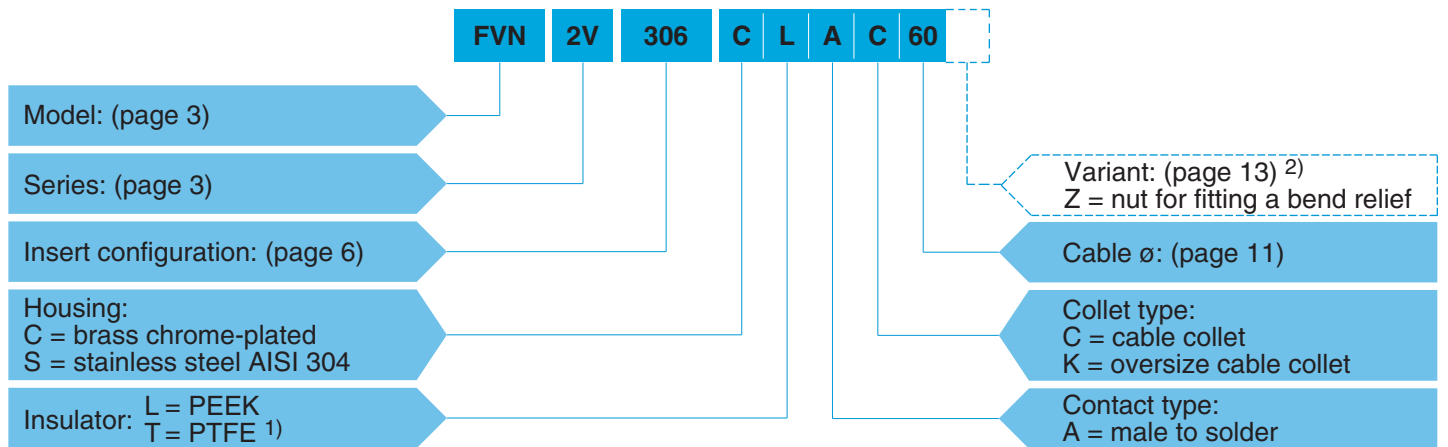 FVN 2V 306 C L A C 60
Model: (page 3)
Series: (page 3)
Insert configuration: (page 6)
Housing:
C = brass chrome-plated
S = stainless steel AISI 304
Insulator: L = PEEK
T = PTFE 1)
Variant: (page 13) 2)
Z = nut for fitting a bend relief
Cable ø: (page 11)
Collet type:
C = cable collet
K = oversize cable collet
Contact type:
A = male to solder